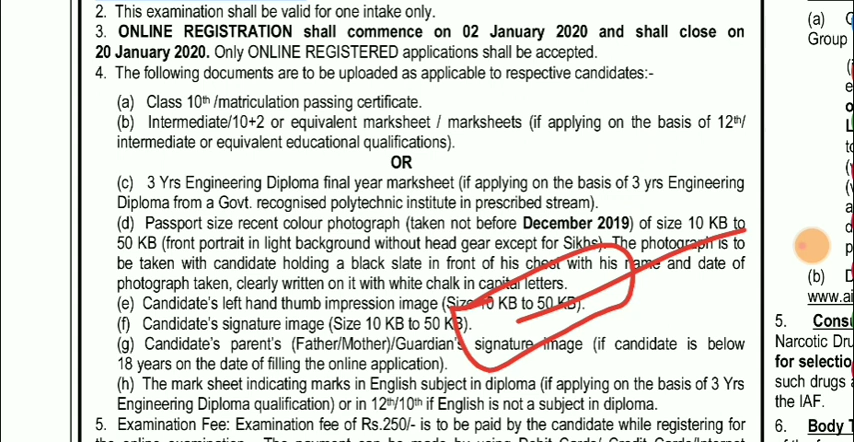 2. This examination shall be valid for one intake only.
3. ONLINE REGISTRATION shall commence on 02 January 2020 and shall close on
20 January 2020. Only ONLINE REGISTERED applications shall be accepted.
4. The following documents are to be uploaded as applicable to respective candidates:-
(a) Class 10th /matriculation passing certificate.
(b) Intermediate/10+2 or equivalent marksheet / marksheets (if applying on the basis of 12th/
intermediate or equivalent educational qualifications).
OR
(c) 3 Yrs Engineering Diploma final year marksheet (if applying on the basis of 3 yrs Engineering
Diploma from a Govt. recognised polytechnic institute in prescribed stream).
(d) Passport size recent colour photograph (taken not before December 2019) of size 10 KB to
50 KB (front portrait in light background without head gear except for Sikhs). The photograph is to
be taken with candidate holding a black slate in front of his chest with his name and date of
photograph taken, clearly written on it with white chalk in capital letters.
(e) Candidate's left hand thumb impression image (Size 10 KB to 50 KB).
(f) Candidate's signature image (Size 10 KB to 50 KB).
(g) Candidate's parent's (Father/Mother)/Guardian's signature image (if candidate is below
18 years on the date of filling the online application).
(h) The mark sheet indicating marks in English subject in diploma (if applying on the basis of 3 Yrs
Engineering Diploma qualification) or in 12th/10th if English is not a subject in diploma.
5. Examination Fee: Examination fee of Rs.250/- is to be paid by the candidate while registering for
(a)
Group
(b)
www.ai
5. Consu
Narcotic Dru
for selectio
such drugs
the IAF.
6. Body T